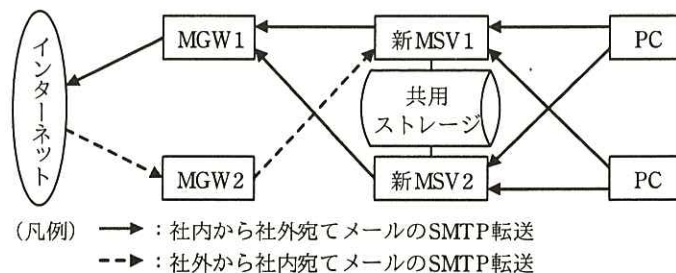 インターネット
MGW1
新MSV1
PC
共用
ストレージ
MGW2
新MSV2
PC
(凡例) :社内から社外宛てメールのSMTP転送
:社外から社内宛てメールのSMTP転送